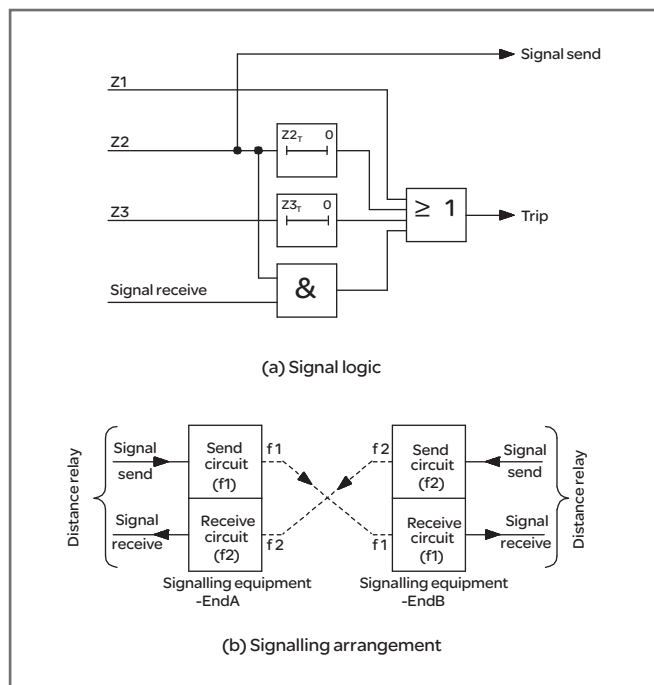 Signal send
Z1
Z2
Z2T 0
Z3
Z3T 0
≥ 1
Trip
Signal receive
&
(a) Signal logic
Distance relay
Signal
send
Send
circuit
(f1)
f1
f2
Send
circuit
(f2)
Signal
send
Distance relay
Signal
receive
Receive
circuit
(f2)
f2
f1
Receive
circuit
(f1)
Signal
receive
Signalling equipment
-EndA
Signalling equipment
-EndB
(b) Signalling arrangement